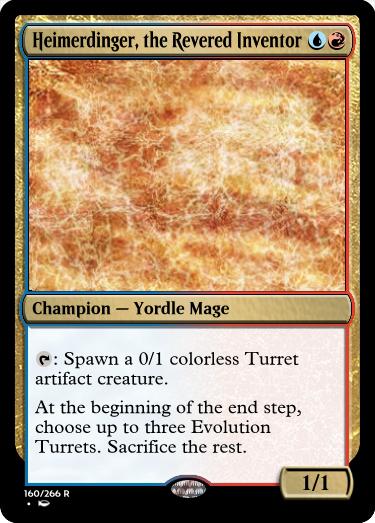 Heimerdinger, the Revered Inventor
Champion — Yordle Mage
: Spawn a 0/1 colorless Turret
artifact creature.
At the beginning of the end step,
choose up to three Evolution
Turrets. Sacrifice the rest.
1/1
160/266 R